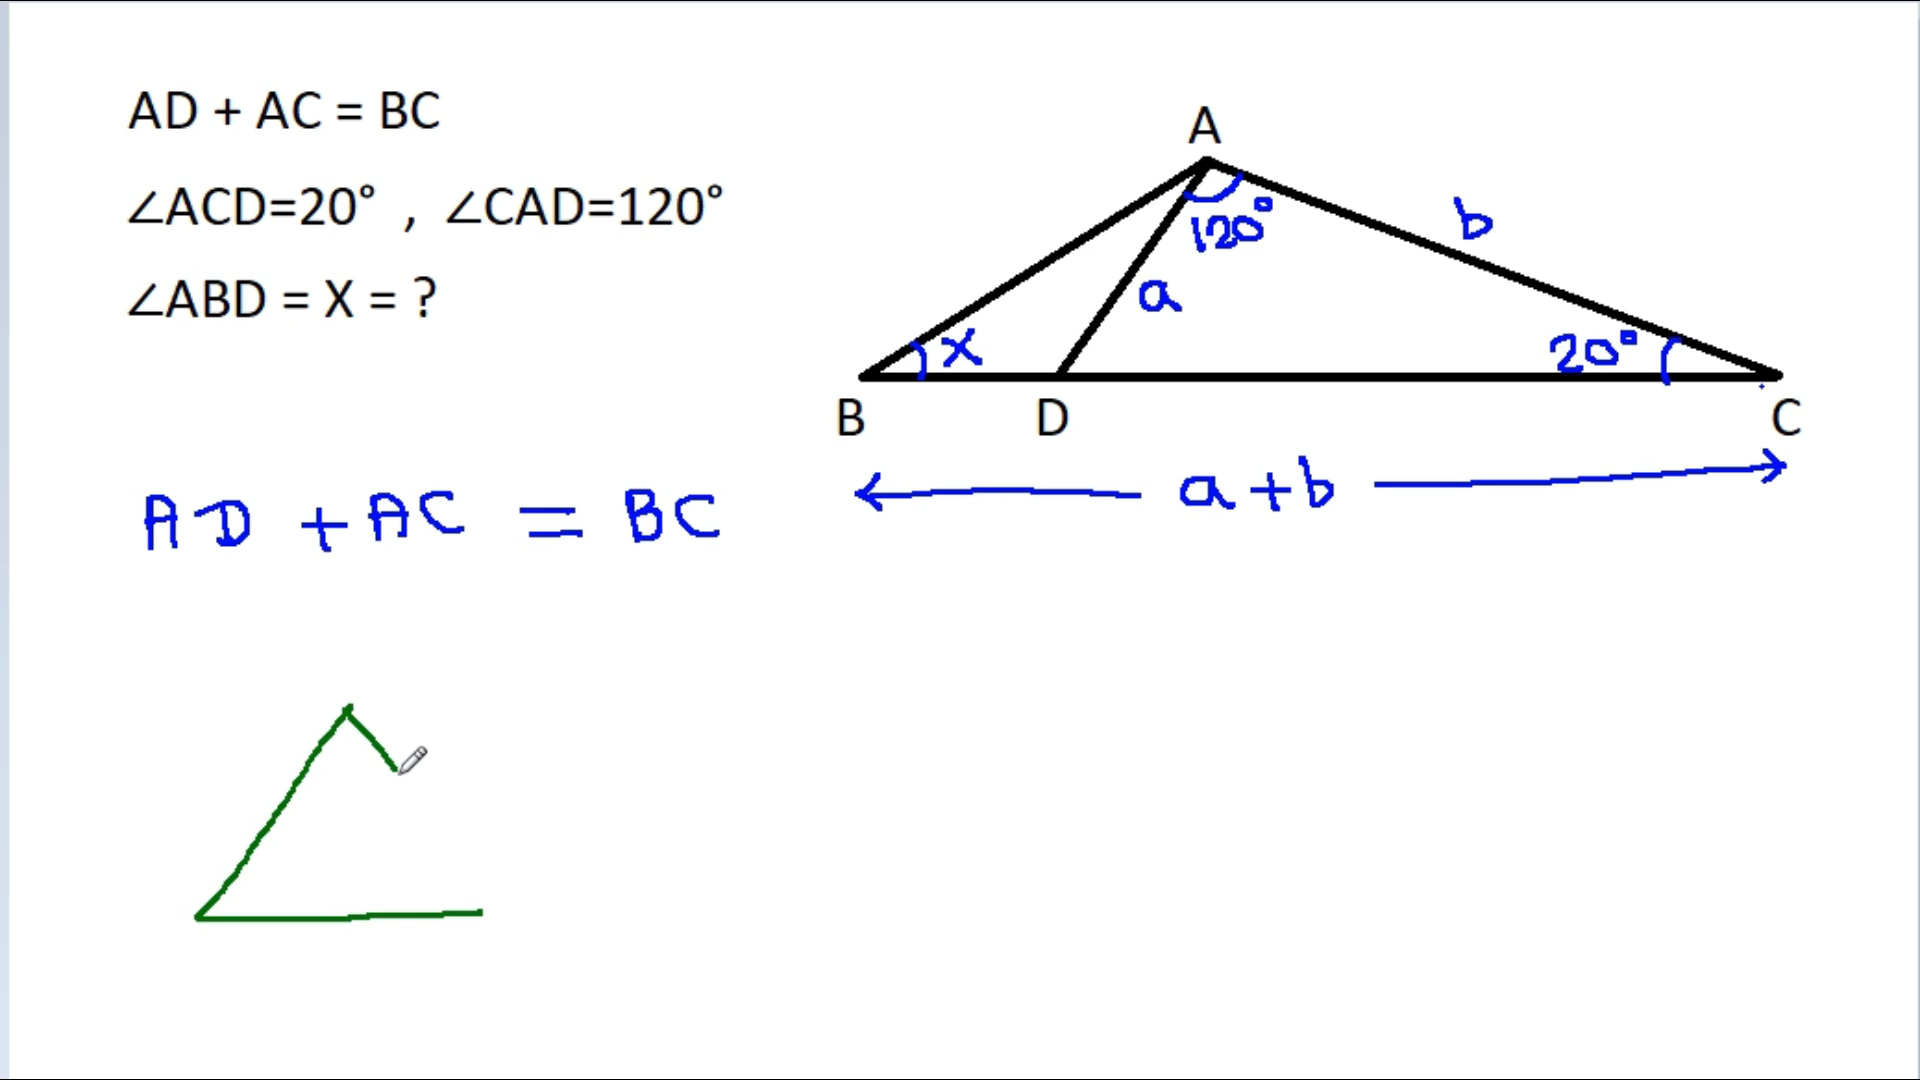 AD + AC = BC
∠ACD=20° , ∠CAD=120°
∠ABD = X = ?
A
120°
b
a
x
20°
B
D
C
a+b
AD + AC = BC